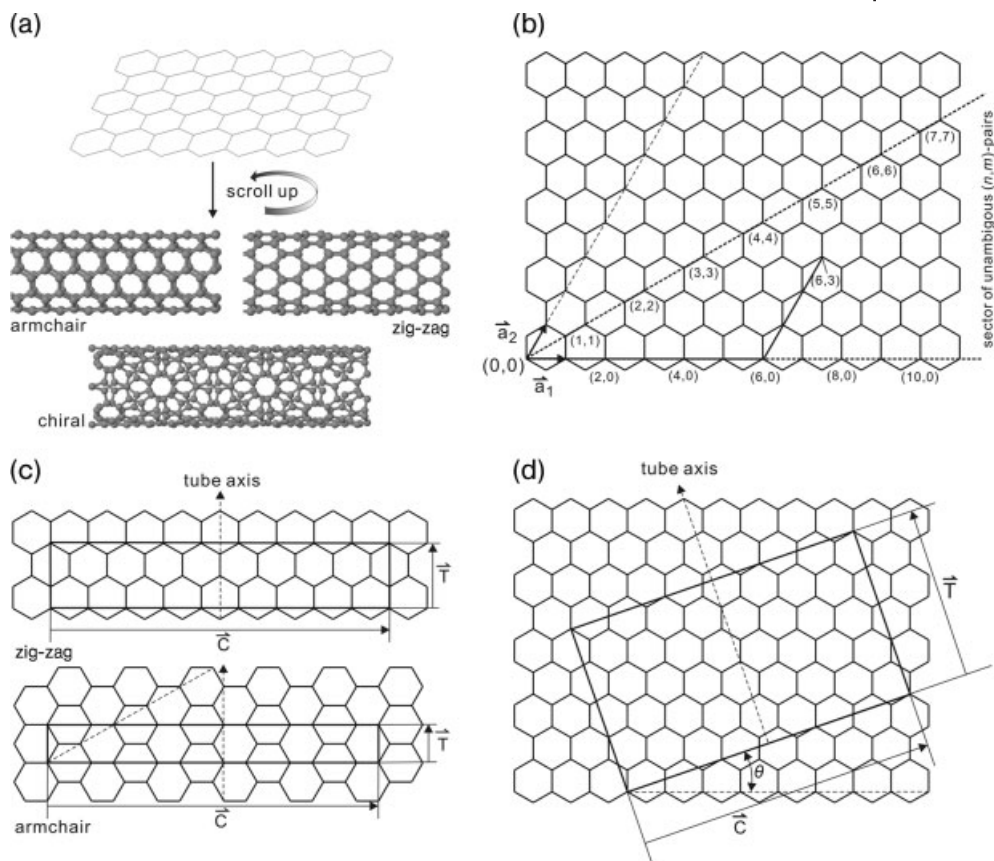 (a)
scroll up
armchair
zig-zag
chiral
(b)
(7,7)
(6,6)
(5,5)
(4,4)
(3,3)
(6,3)
(2,2)
a₂
(1,1)
(0,0)
a₁
(2,0)
(4,0)
(6,0)
(8,0)
(10,0)
sector of unambigous (n,m)-pairs
(c)
tube axis
T
C
zig-zag
T
C
armchair
(d)
tube axis
T
θ
C